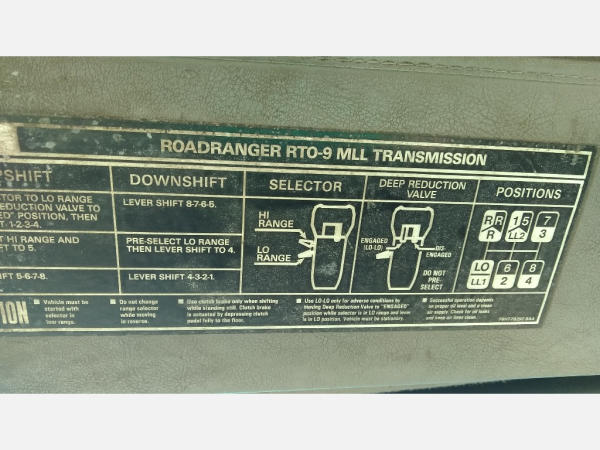 ROADRANGER RTO-9 MLL TRANSMISSION
PSHIFT
TOR TO LO RANGE
REDUCTION VALVE TO
ED" POSITION, THEN
1-2-3-4.
T HI RANGE AND
FT TO 5.
FT 5-6-7-8.
DOWNSHIFT
LEVER SHIFT 8-7-6-5.
PRE-SELECT LO RANGE
THEN LEVER SHIFT TO 4.
LEVER SHIFT 4-3-2-1.
SELECTOR
HI
RANGE
LO
RANGE
DEEP REDUCTION
VALVE
ENGAGED
(LO-LO)
DIS-
ENGAGED
DO NOT
PRE-
SELECT
POSITIONS
R R 1 5 7
R LL2 3
LO 6 8
LL1 2 4
TION
Vehicle must be
started with
selector in
low range.
Do not change
range selector
while moving
in reverse.
Use clutch brake only when shifting
while standing still. Clutch brake
is actuated by depressing clutch
pedal fully to the floor.
Use LO-LO only for adverse conditions by
moving Deep Reduction Valve to "ENGAGED"
position while selector is in LO range and lever
in LO position. Vehicle must be stationary.
Successful operation depends
on proper oil level and a clean
air supply. Check for oil leaks
and keep air lines clean.